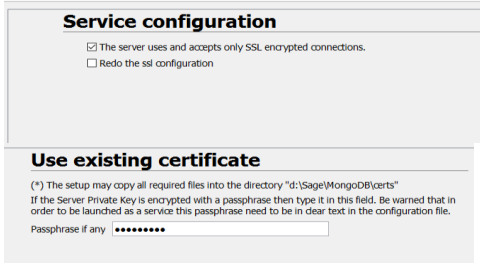 Service configuration
The server uses and accepts only SSL encrypted connections.
Redo the ssl configuration
Use existing certificate
(*) The setup may copy all required files into the directory "d:\Sage\MongoDB\certs"
If the Server Private Key is encrypted with a passphrase then type it in this field. Be warned that in
order to be launched as a service this passphrase need to be in clear text in the configuration file.
Passphrase if any ●●●●●●●●●